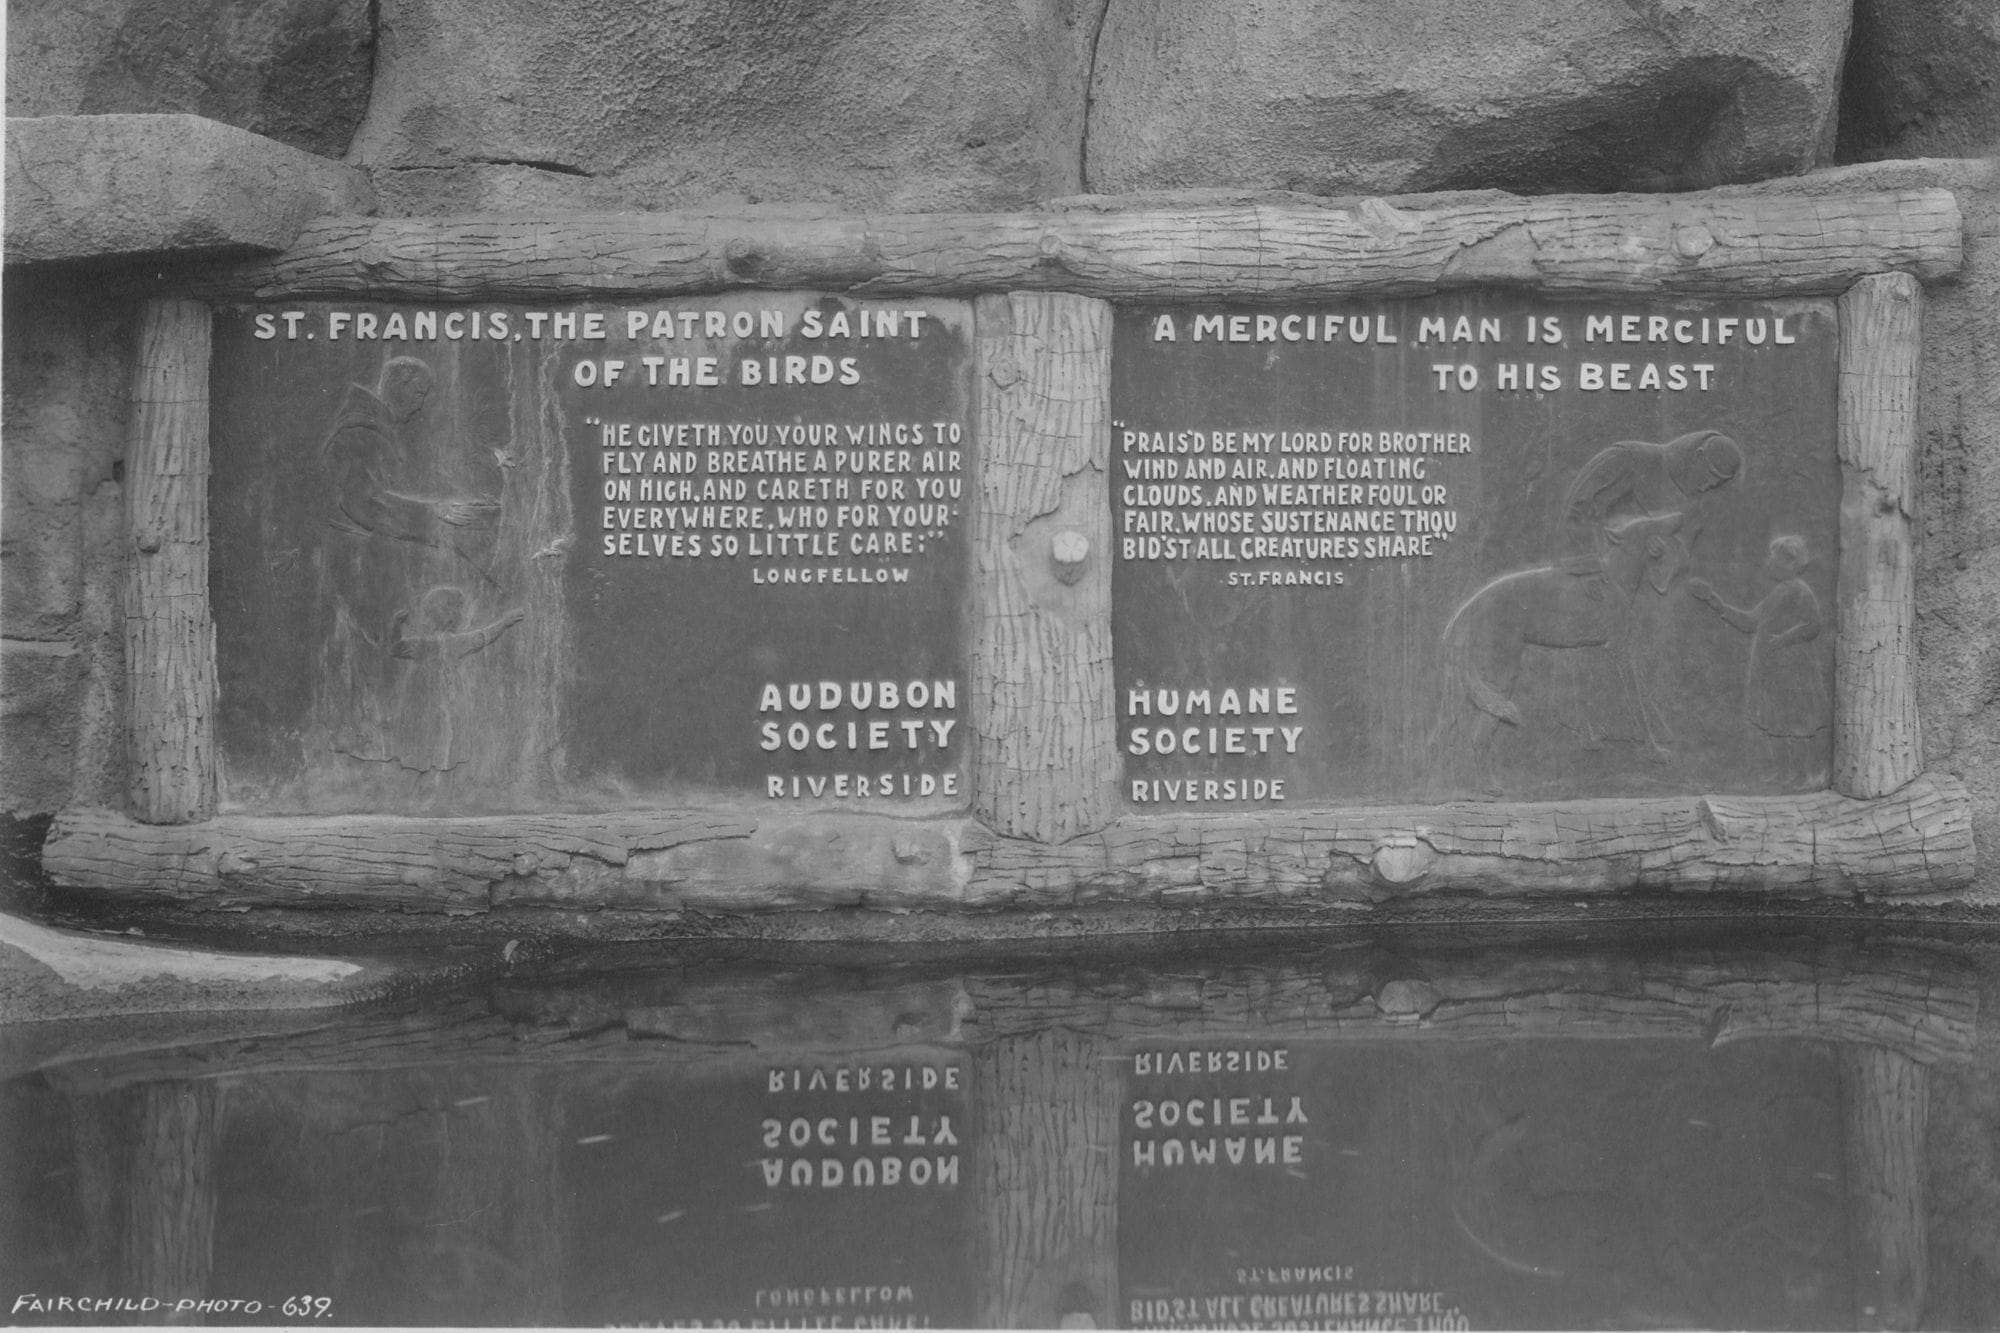 ST. FRANCIS, THE PATRON SAINT
OF THE BIRDS
"HE GIVETH YOU YOUR WINGS TO
FLY AND BREATHE A PURER AIR
ON HIGH, AND CARETH FOR YOU
EVERYWHERE, WHO FOR YOUR-
SELVES SO LITTLE CARE:"
LONGFELLOW
AUDUBON
SOCIETY
RIVERSIDE
A MERCIFUL MAN IS MERCIFUL
TO HIS BEAST
"PRAIS'D BE MY LORD FOR BROTHER
WIND AND AIR, AND FLOATING
CLOUDS, AND WEATHER FOUL OR
FAIR, WHOSE SUSTENANCE THOU
BID'ST ALL CREATURES SHARE"
ST. FRANCIS
HUMANE
SOCIETY
RIVERSIDE
FAIRCHILD-PHOTO-639.